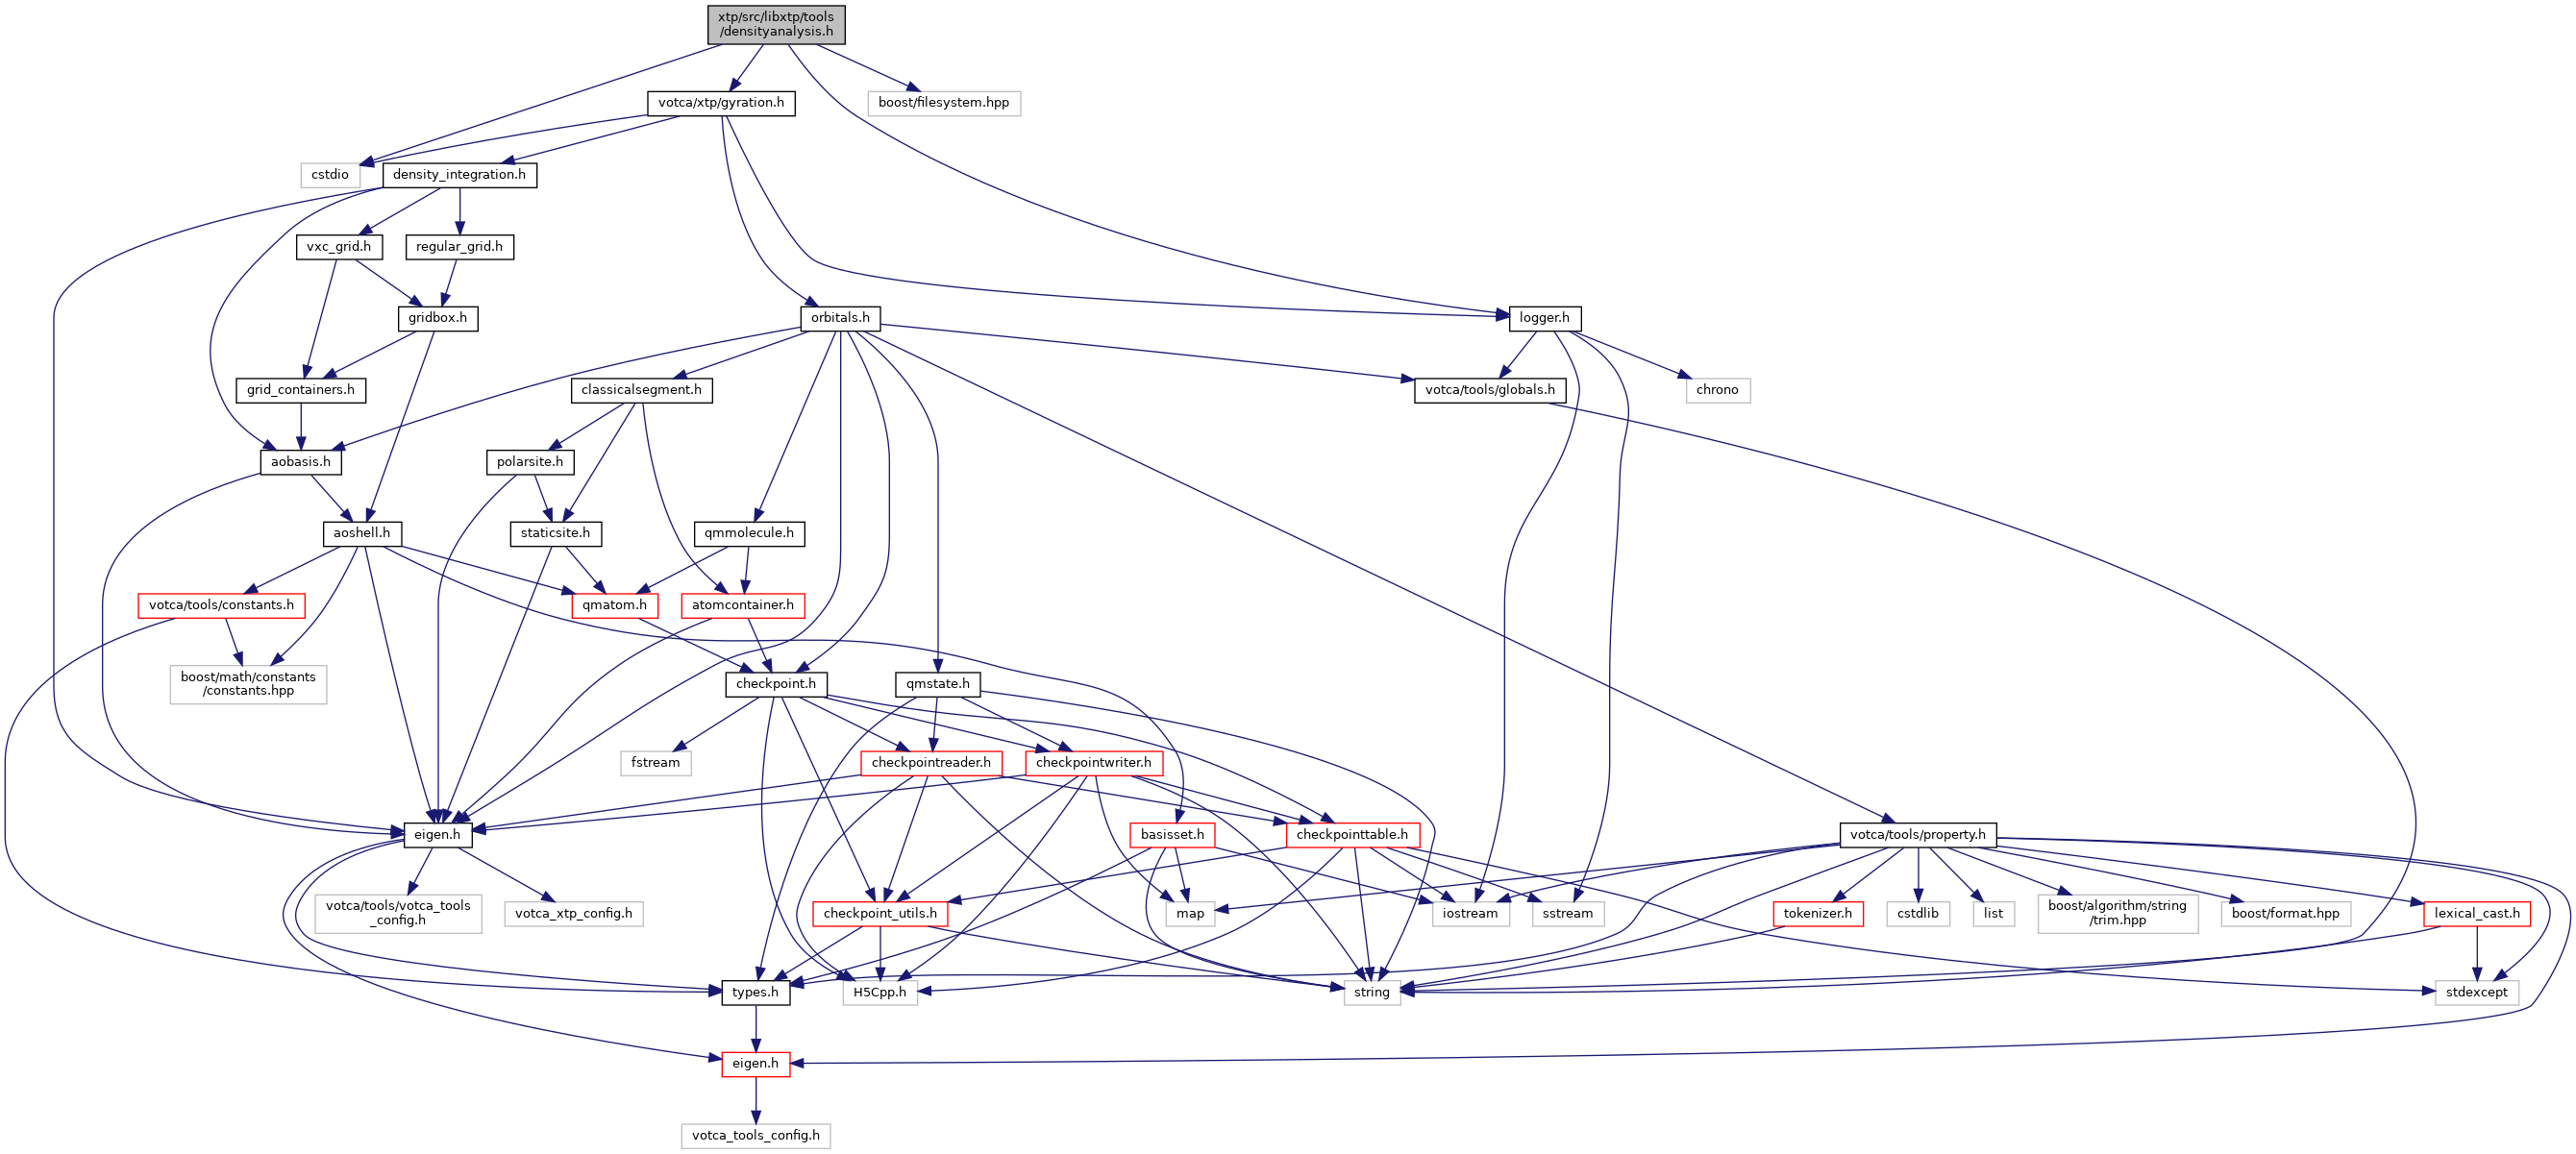 xtp/src/libxtp/tools
/densityanalysis.h
votca/xtp/gyration.h
boost/filesystem.hpp
cstdio
density_integration.h
vxc_grid.h
regular_grid.h
gridbox.h
orbitals.h
logger.h
grid_containers.h
classicalsegment.h
votca/tools/globals.h
chrono
aobasis.h
polarsite.h
aoshell.h
staticsite.h
qmmolecule.h
votca/tools/constants.h
qmatom.h
atomcontainer.h
boost/math/constants
/constants.hpp
checkpoint.h
qmstate.h
fstream
checkpointreader.h
checkpointwriter.h
eigen.h
basisset.h
checkpointtable.h
votca/tools/property.h
votca/tools/votca_tools
_config.h
votca_xtp_config.h
checkpoint_utils.h
map
iostream
sstream
tokenizer.h
cstdlib
list
boost/algorithm/string
/trim.hpp
boost/format.hpp
lexical_cast.h
types.h
H5Cpp.h
string
stdexcept
eigen.h
votca_tools_config.h